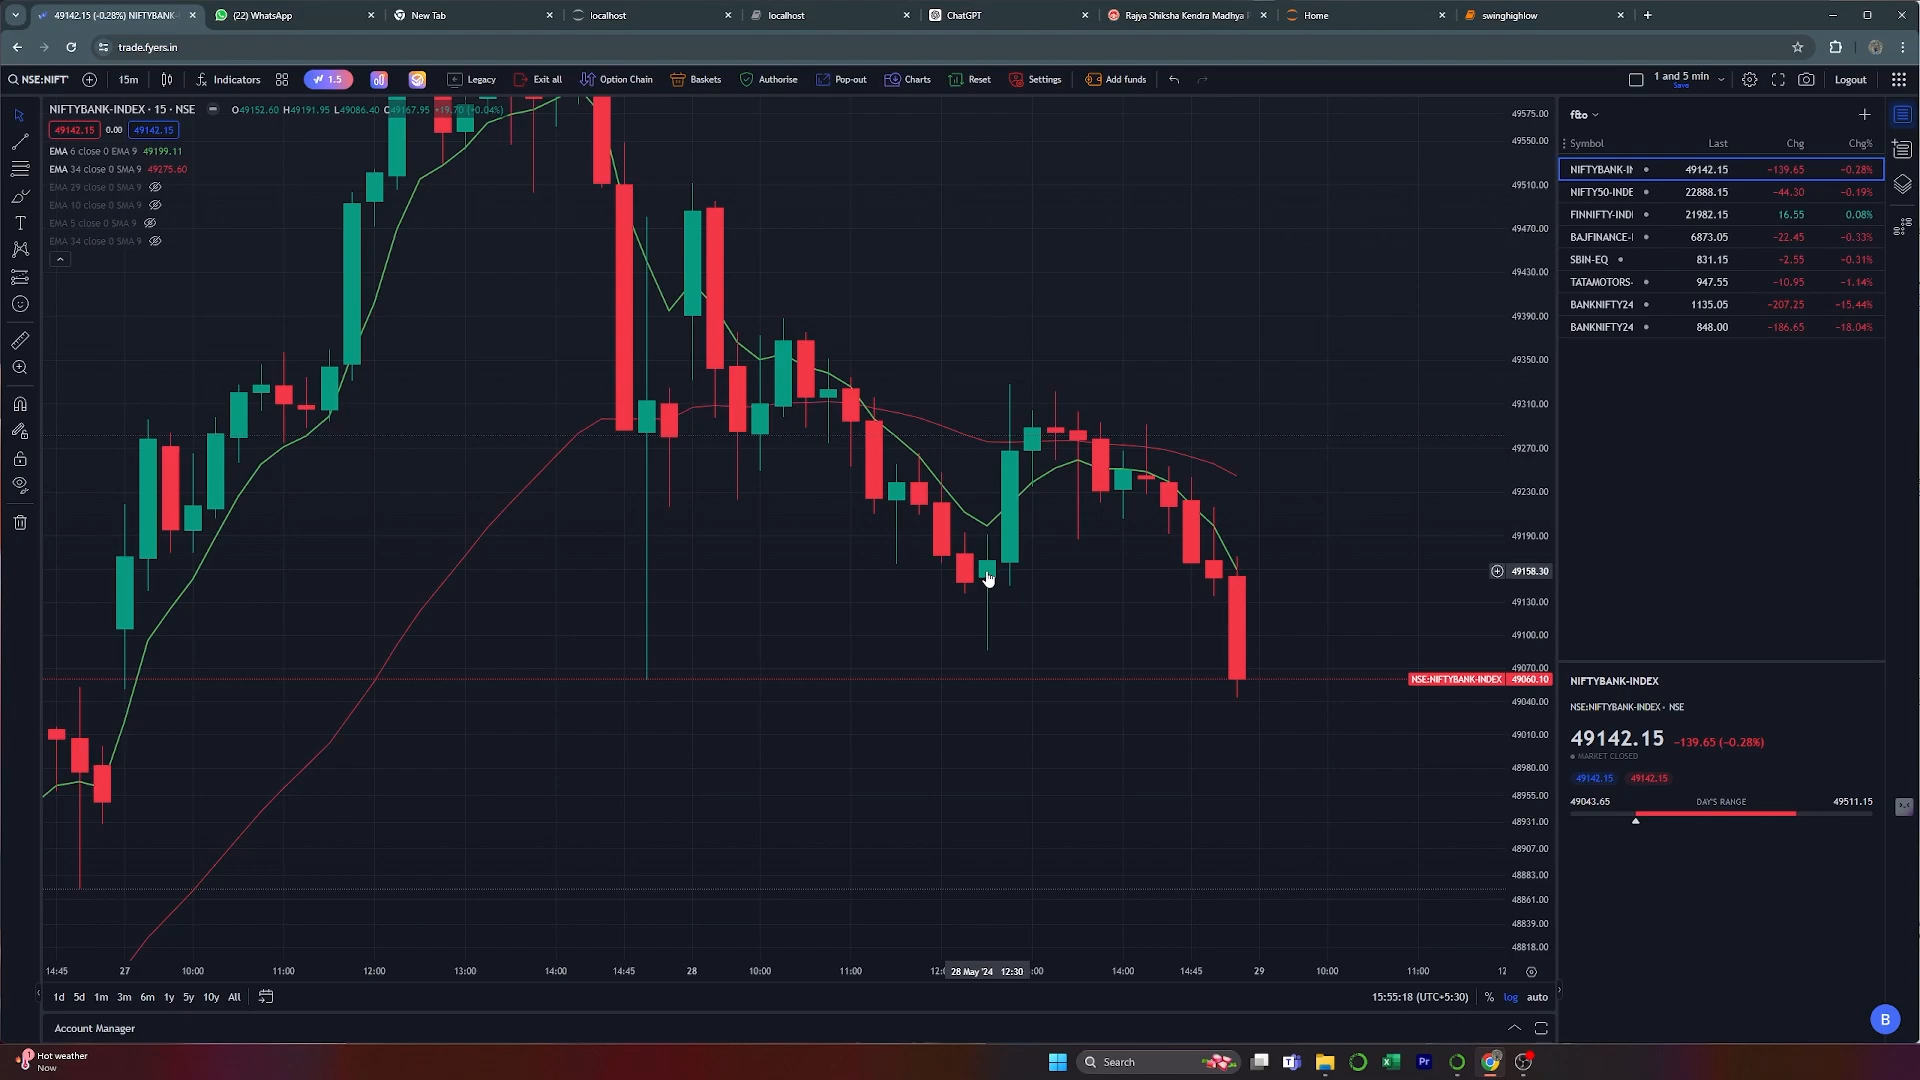 49142.15 (-0.28%) NIFTYBANK-
(22) WhatsApp
New Tab
localhost
localhost
ChatGPT
Rajya Shiksha Kendra Madhya P
Home
swinghighlow
trade.fyers.in
NSE:NIFT
15m
Indicators
1.5
Legacy
Exit all
Option Chain
Baskets
Authorise
Pop-out
Charts
Reset
Settings
Add funds
1 and 5 min
Save
Logout
NIFTYBANK-INDEX · 15 · NSE
O49152.60 H49191.95 L49086.40 C49167.95 +19.70 (+0.04%)
49142.15 0.00 49142.15
EMA 6 close 0 EMA 9 49199.11
EMA 34 close 0 SMA 9 49275.60
EMA 29 close 0 SMA 9
EMA 10 close 0 SMA 9
EMA 5 close 0 SMA 9
EMA 34 close 0 SMA 9
49575.00
49550.00
49510.00
49470.00
49430.00
49390.00
49350.00
49310.00
49270.00
49230.00
49190.00
49158.30
49130.00
49100.00
49070.00
NSE:NIFTYBANK-INDEX 49060.10
49040.00
49010.00
48980.00
48955.00
48931.00
48907.00
48883.00
48861.00
48839.00
48818.00
14:45 27 10:00 11:00 12:00 13:00 14:00 14:45 28 10:00 11:00 12:0 28 May '24 12:30 :00 14:00 14:45 29 10:00 11:00 12
1d 5d 1m 3m 6m 1y 5y 10y All
15:55:18 (UTC+5:30) % log auto
Account Manager
f&o
Symbol Last Chg Chg%
NIFTYBANK-IN 49142.15 -139.65 -0.28%
NIFTY50-INDE 22888.15 -44.30 -0.19%
FINNIFTY-INDI 21982.15 16.55 0.08%
BAJFINANCE-I 6873.05 -22.45 -0.33%
SBIN-EQ 831.15 -2.55 -0.31%
TATAMOTORS- 947.55 -10.95 -1.14%
BANKNIFTY24 1135.05 -207.25 -15.44%
BANKNIFTY24 848.00 -186.65 -18.04%
NIFTYBANK-INDEX
NSE:NIFTYBANK-INDEX · NSE
49142.15 -139.65 (-0.28%)
MARKET CLOSED
49142.15 49142.15
49043.65 DAY'S RANGE 49511.15
B
1
Hot weather
Now
Search
Pr